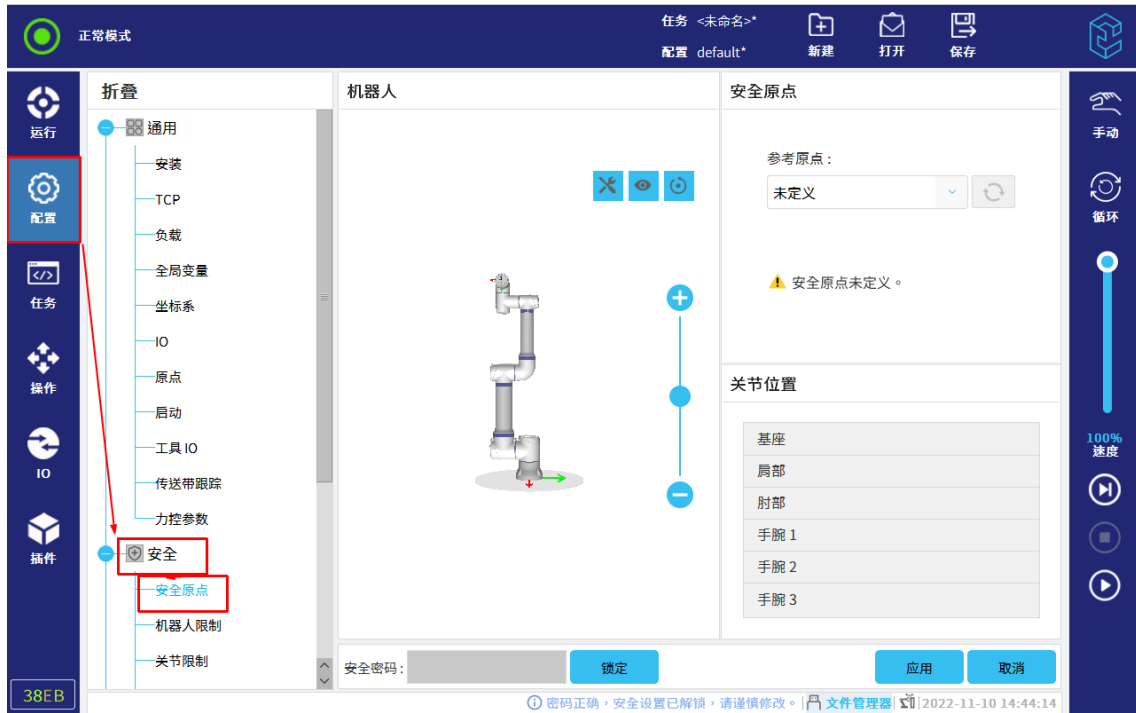 正常模式
任务 <未命名>*
配置 default*
新建
打开
保存
运行
配置
任务
操作
IO
插件
38EB
折叠
通用
安装
TCP
负载
全局变量
坐标系
IO
原点
启动
工具 IO
传送带跟踪
力控参数
安全
安全原点
机器人限制
关节限制
机器人
安全原点
参考原点：
未定义
安全原点未定义。
关节位置
基座
肩部
肘部
手腕 1
手腕 2
手腕 3
安全密码：
锁定
应用
取消
密码正确，安全设置已解锁，请谨慎修改。
文件管理器
2022-11-10 14:44:14
手动
循环
100%
速度